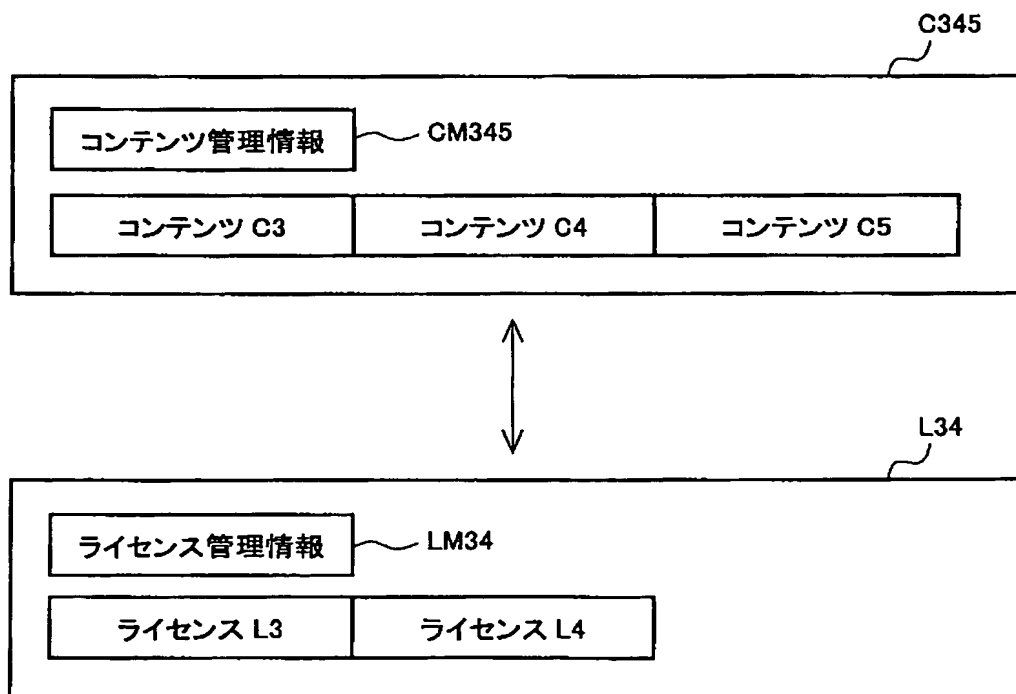 C345
コンテンツ管理情報
CM345
コンテンツ C3
コンテンツ C4
コンテンツ C5
L34
ライセンス管理情報
LM34
ライセンス L3
ライセンス L4